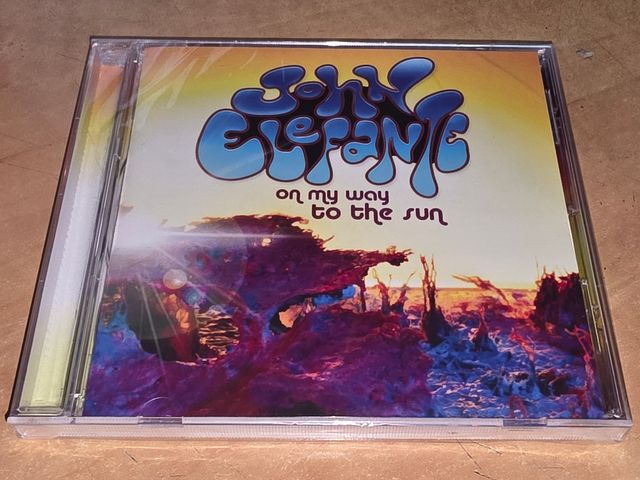 John
Elefante
on my way
to the sun